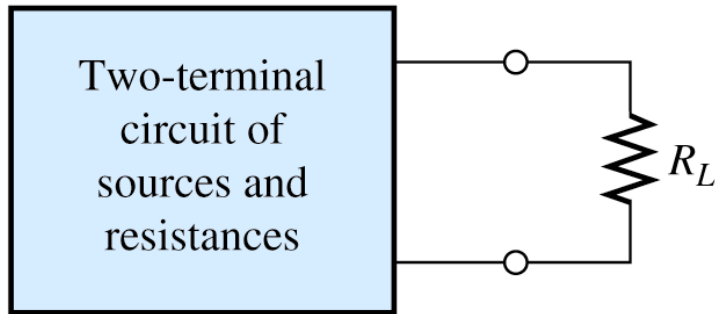 Two-terminal
circuit of
sources and
resistances
R_L